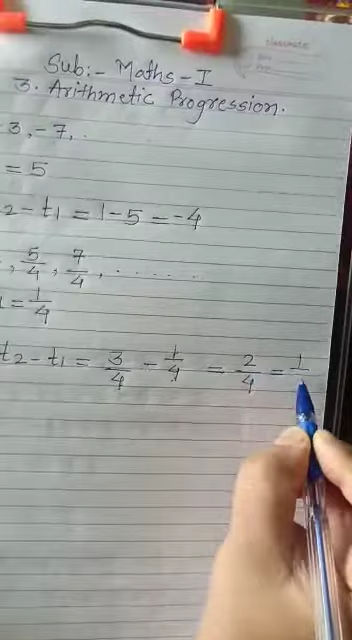 classmate
Sub:- Maths-I
3. Arithmetic Progression.
3, -7, .
= 5
2 - t1 = 1-5 = -4
, 5/4, 7/4, .......
= 1/4
t2 - t1 = 3/4 - 1/4 = 2/4 = 1